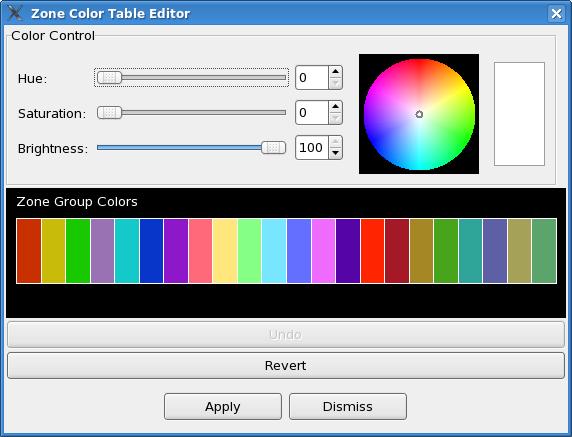 Zone Color Table Editor
Color Control
Hue: 0
Saturation: 0
Brightness: 100
Zone Group Colors
Undo
Revert
Apply Dismiss